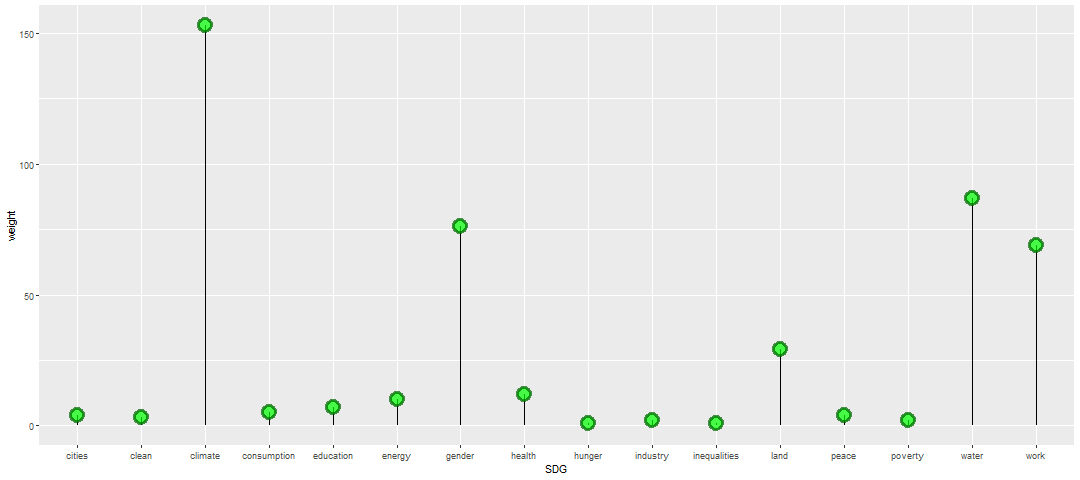 150
100
50
0
weight
cities clean climate consumption education energy gender health hunger industry inequalities land peace poverty water work
SDG